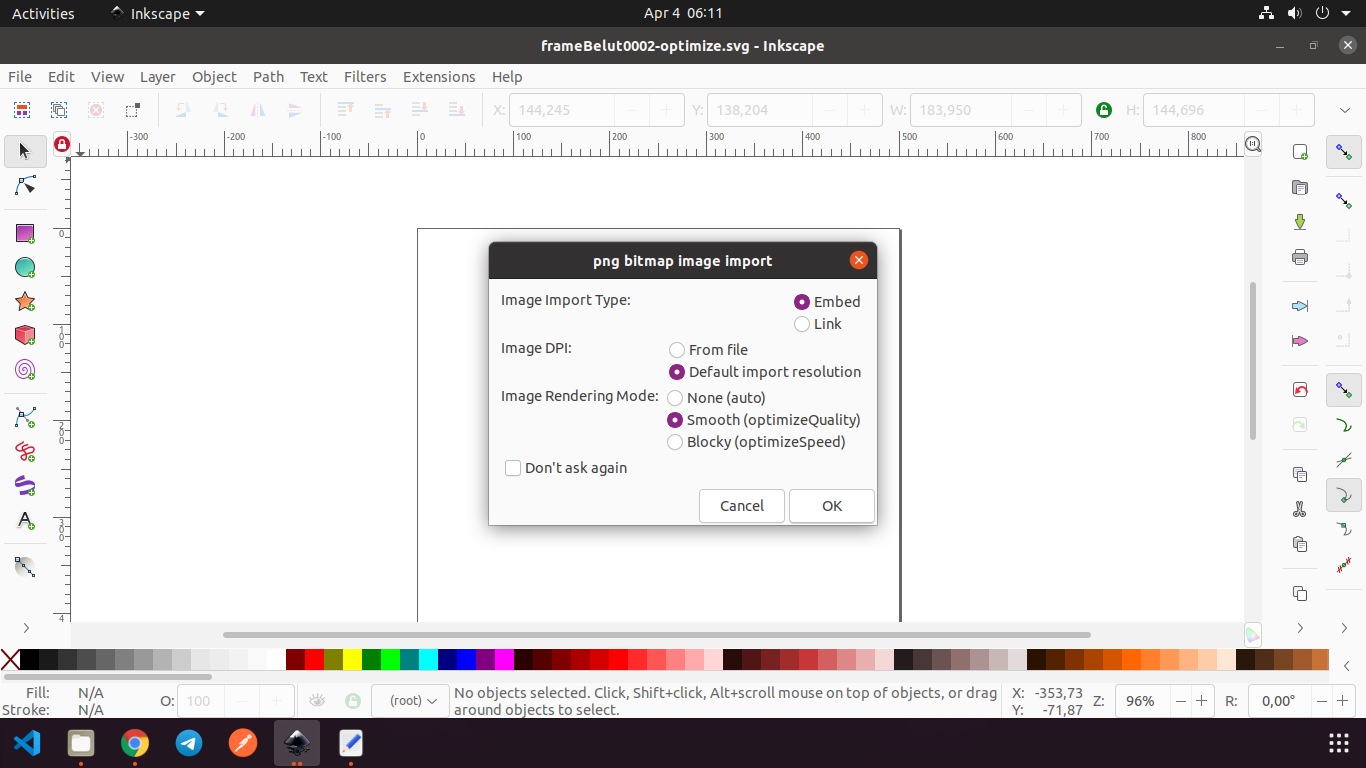 Activities Inkscape Apr 4 06:11
frameBelut0002-optimize.svg - Inkscape
File Edit View Layer Object Path Text Filters Extensions Help
X: 144,245 Y: 138,204 W: 183,950 H: 144,696
-300 -200 -100 0 100 200 300 400 500 600 700 800
0
100
200
300
4
png bitmap image import
Image Import Type: Embed
Link
Image DPI: From file
Default import resolution
Image Rendering Mode: None (auto)
Smooth (optimizeQuality)
Blocky (optimizeSpeed)
Don't ask again
Cancel OK
Fill: N/A O: 100 (root) No objects selected. Click, Shift+click, Alt+scroll mouse on top of objects, or drag X: -353,73 Z: 96% R: 0,00°
Stroke: N/A around objects to select. Y: -71,87